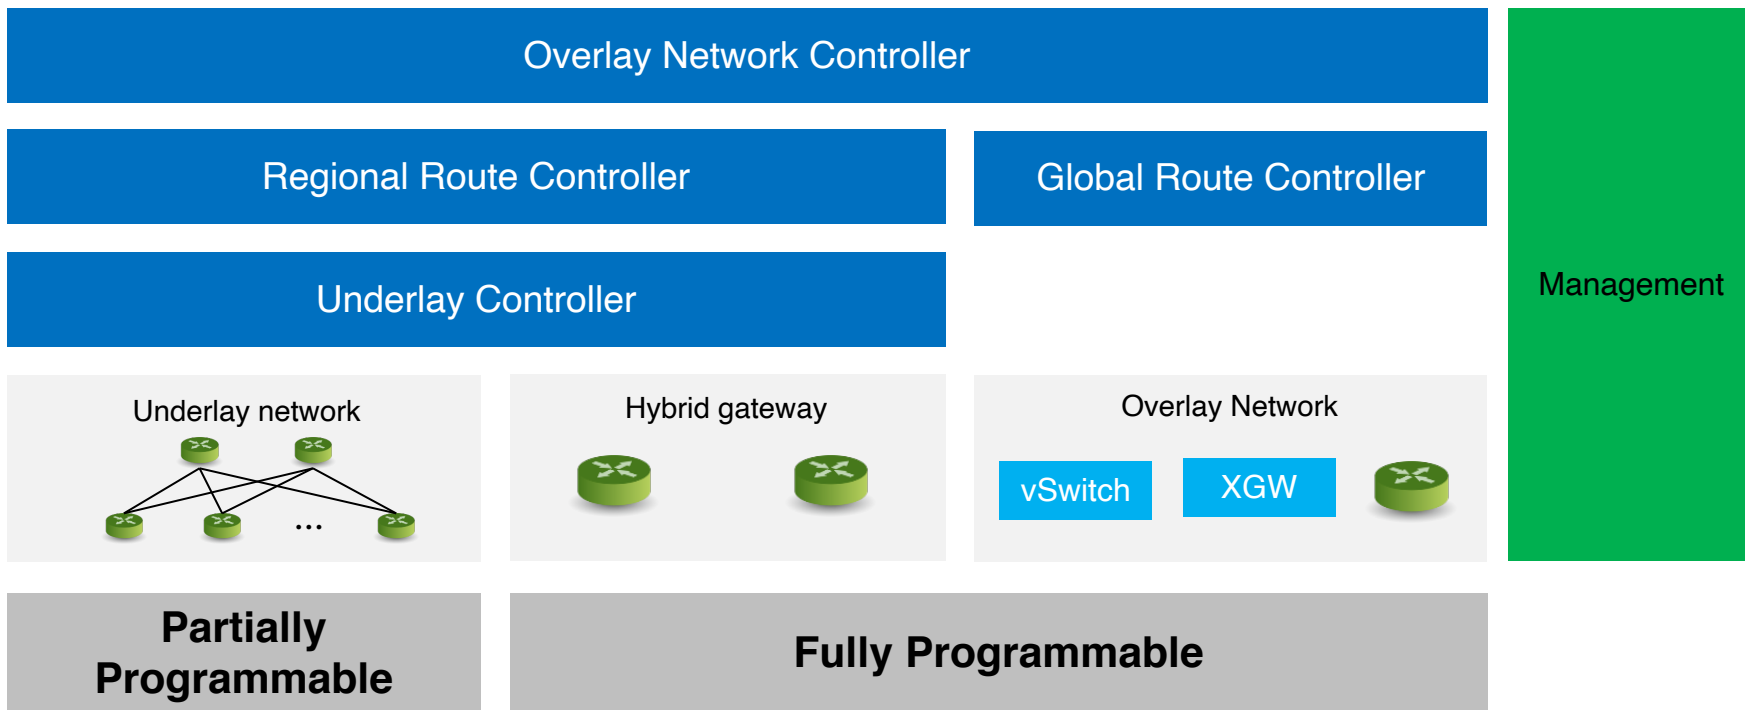 Overlay Network Controller
Regional Route Controller
Global Route Controller
Underlay Controller
Management
Underlay network
Hybrid gateway
Overlay Network
vSwitch
XGW
...
Partially
Programmable
Fully Programmable